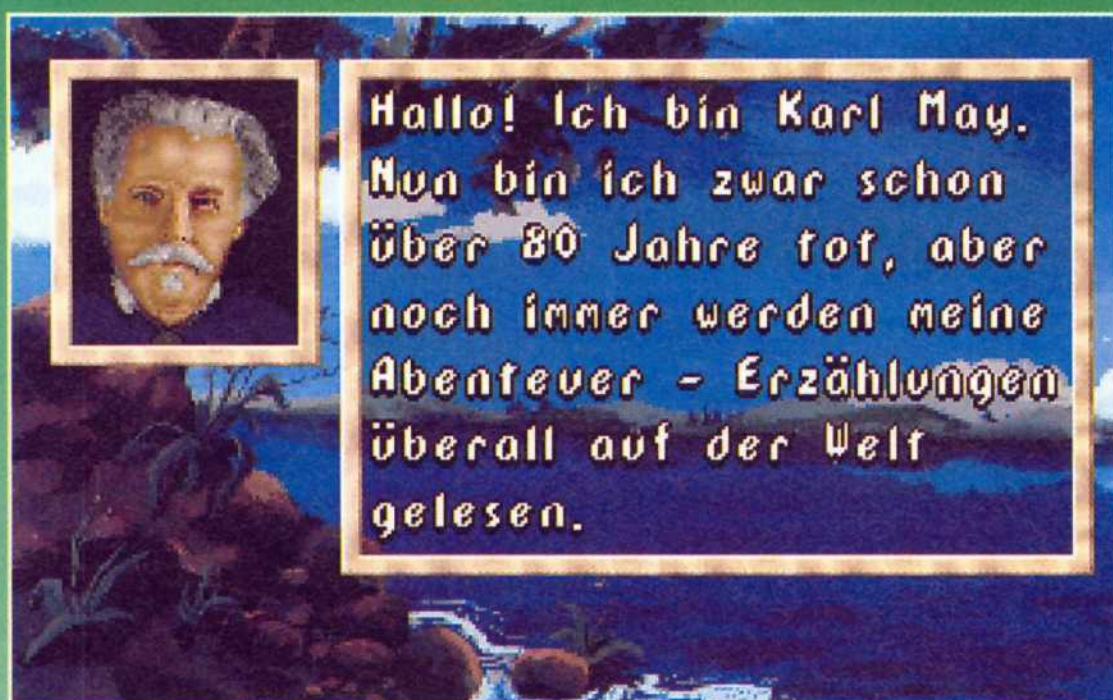 Hallo! Ich bin Karl May.
Nun bin ich zwar schon
über 80 Jahre tot, aber
noch immer werden meine
Abenteuer - Erzählungen
überall auf der Welt
gelesen.